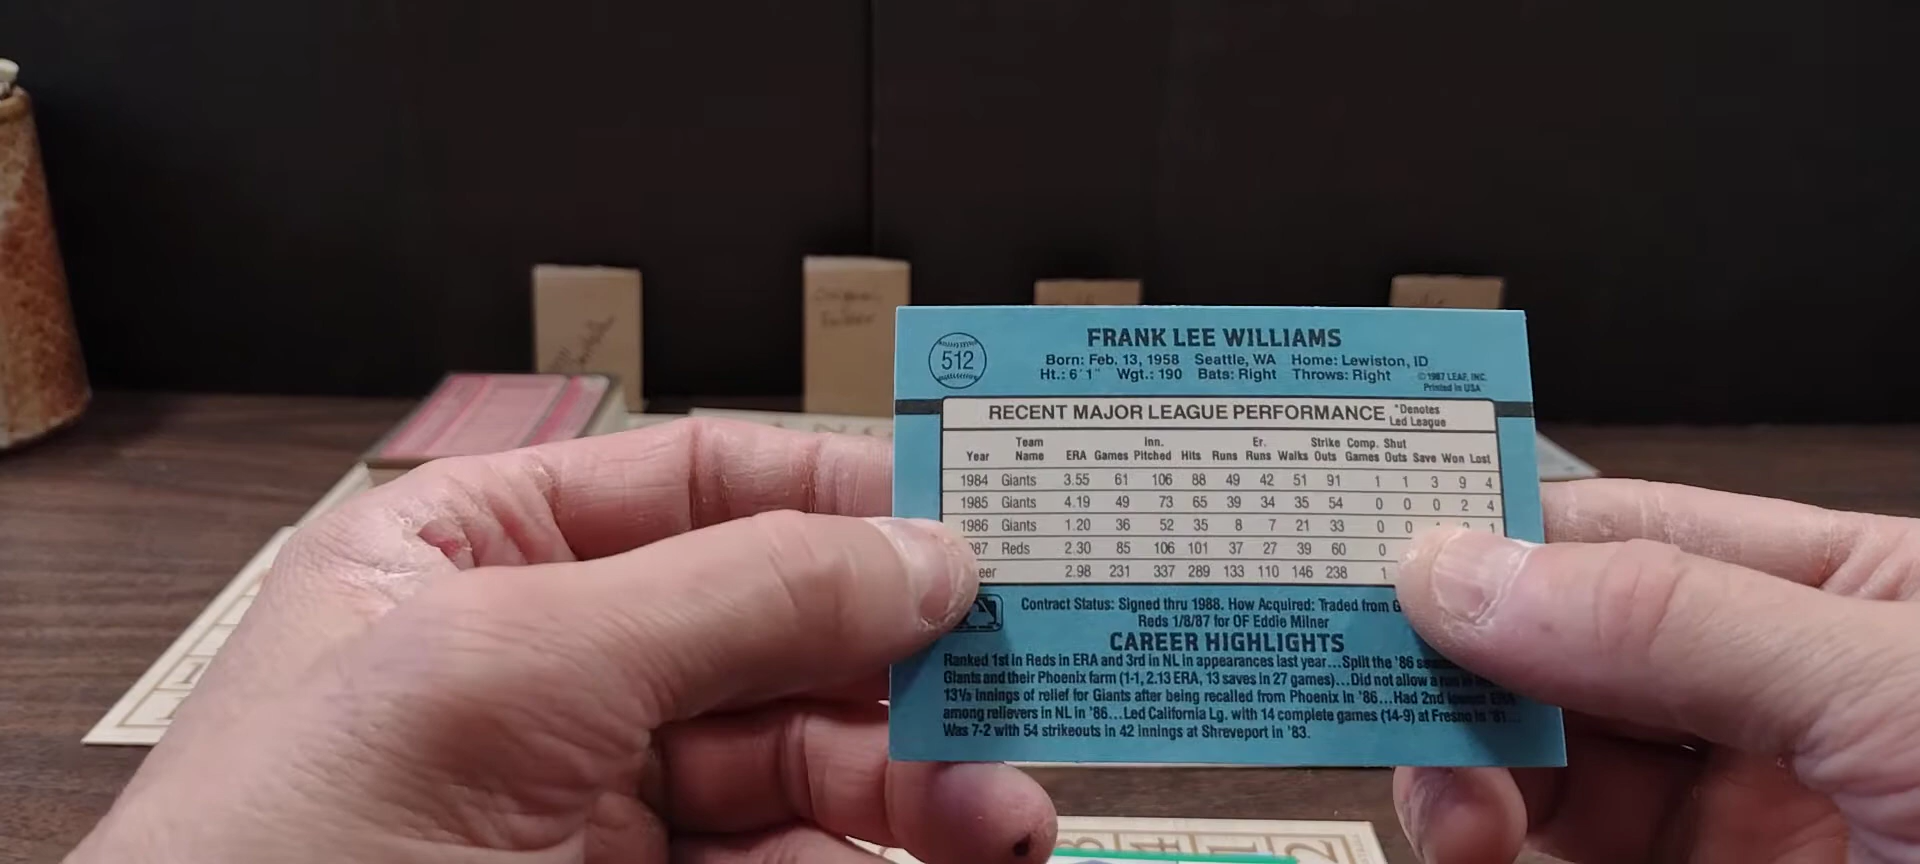 Original
FRANK LEE WILLIAMS
512
Born: Feb. 13, 1958 Seattle, WA Home: Lewiston, ID
Ht.: 6'1" Wgt.: 190 Bats: Right Throws: Right
© 1987 LEAF, INC.
Printed in USA
RECENT MAJOR LEAGUE PERFORMANCE
*Denotes
Led League
Year Team Name ERA Games Inn. Pitched Hits Runs Er. Runs Walks Strike Outs Comp. Games Shut Outs Save Won Lost
1984 Giants 3.55 61 106 88 49 42 51 91 1 1 3 9 4
1985 Giants 4.19 49 73 65 39 34 35 54 0 0 0 2 4
1986 Giants 1.20 36 52 35 8 7 21 33 0 0 1
87 Reds 2.30 85 106 101 37 27 39 60 0
eer 2.98 231 337 289 133 110 146 238 1
Contract Status: Signed thru 1988. How Acquired: Traded from G
Reds 1/8/87 for OF Eddie Milner
CAREER HIGHLIGHTS
Ranked 1st in Reds in ERA and 3rd in NL in appearances last year...Split the '86
Giants and their Phoenix farm (1-1, 2.13 ERA, 13 saves in 27 games)...Did not allow a
13⅓ innings of relief for Giants after being recalled from Phoenix in '86...Had 2nd
among relievers in NL in '86...Led California Lg. with 14 complete games (14-9) at Fresno in '81...
Was 7-2 with 54 strikeouts in 42 innings at Shreveport in '83.